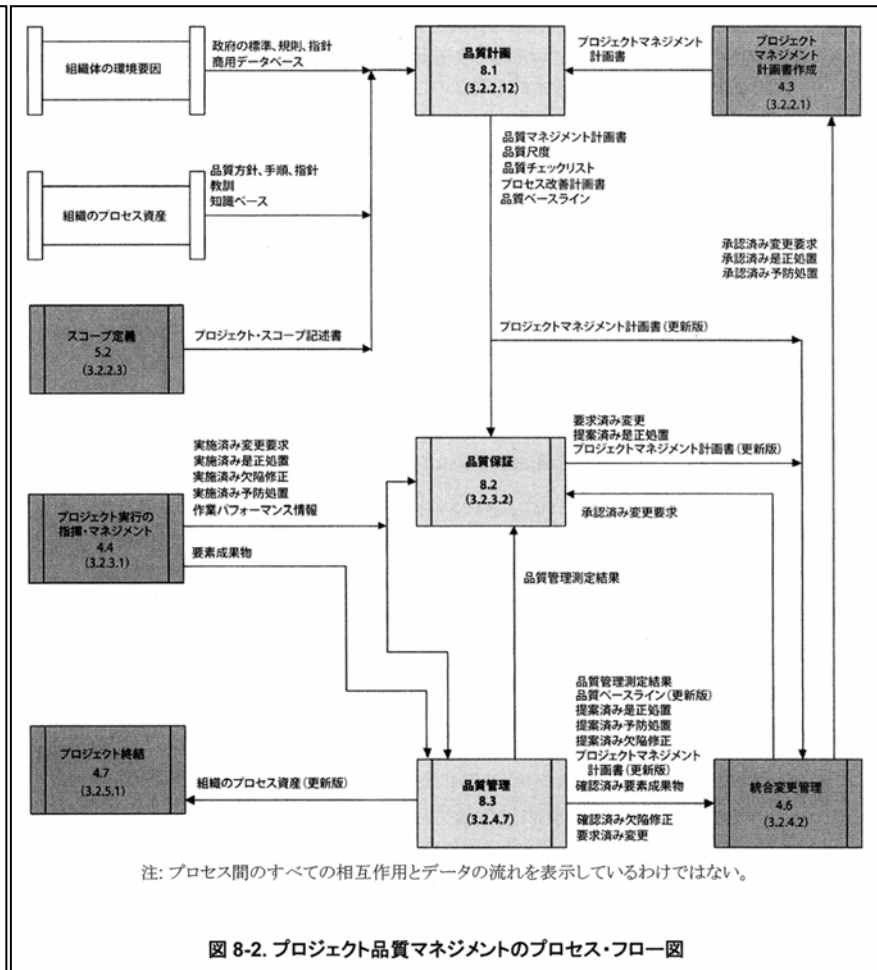 組織体の環境要因
政府の標準、規則、指針
商用データベース
品質計画
8.1
(3.2.2.12)
プロジェクトマネジメント
計画書
プロジェクト
マネジメント
計画書作成
4.3
(3.2.2.1)
組織のプロセス資産
品質方針、手順、指針
教訓
知識ベース
品質マネジメント計画書
品質尺度
品質チェックリスト
プロセス改善計画書
品質ベースライン
承認済み変更要求
承認済み是正処置
承認済み予防処置
スコープ定義
5.2
(3.2.2.3)
プロジェクト・スコープ記述書
プロジェクトマネジメント計画書(更新版)
実施済み変更要求
実施済み是正処置
実施済み欠陥修正
実施済み予防処置
作業パフォーマンス情報
品質保証
8.2
(3.2.3.2)
要求済み変更
提案済み是正処置
プロジェクトマネジメント計画書(更新版)
承認済み変更要求
プロジェクト実行の
指揮・マネジメント
4.4
(3.2.3.1)
要素成果物
品質管理測定結果
プロジェクト終結
4.7
(3.2.5.1)
組織のプロセス資産(更新版)
品質管理
8.3
(3.2.4.7)
品質管理測定結果
品質ベースライン(更新版)
提案済み是正処置
提案済み予防処置
提案済み欠陥修正
プロジェクトマネジメント
計画書(更新版)
確認済み要素成果物
確認済み欠陥修正
要求済み変更
統合変更管理
4.6
(3.2.4.2)
注: プロセス間のすべての相互作用とデータの流れを表示しているわけではない。
図 8-2. プロジェクト品質マネジメントのプロセス・フロー図